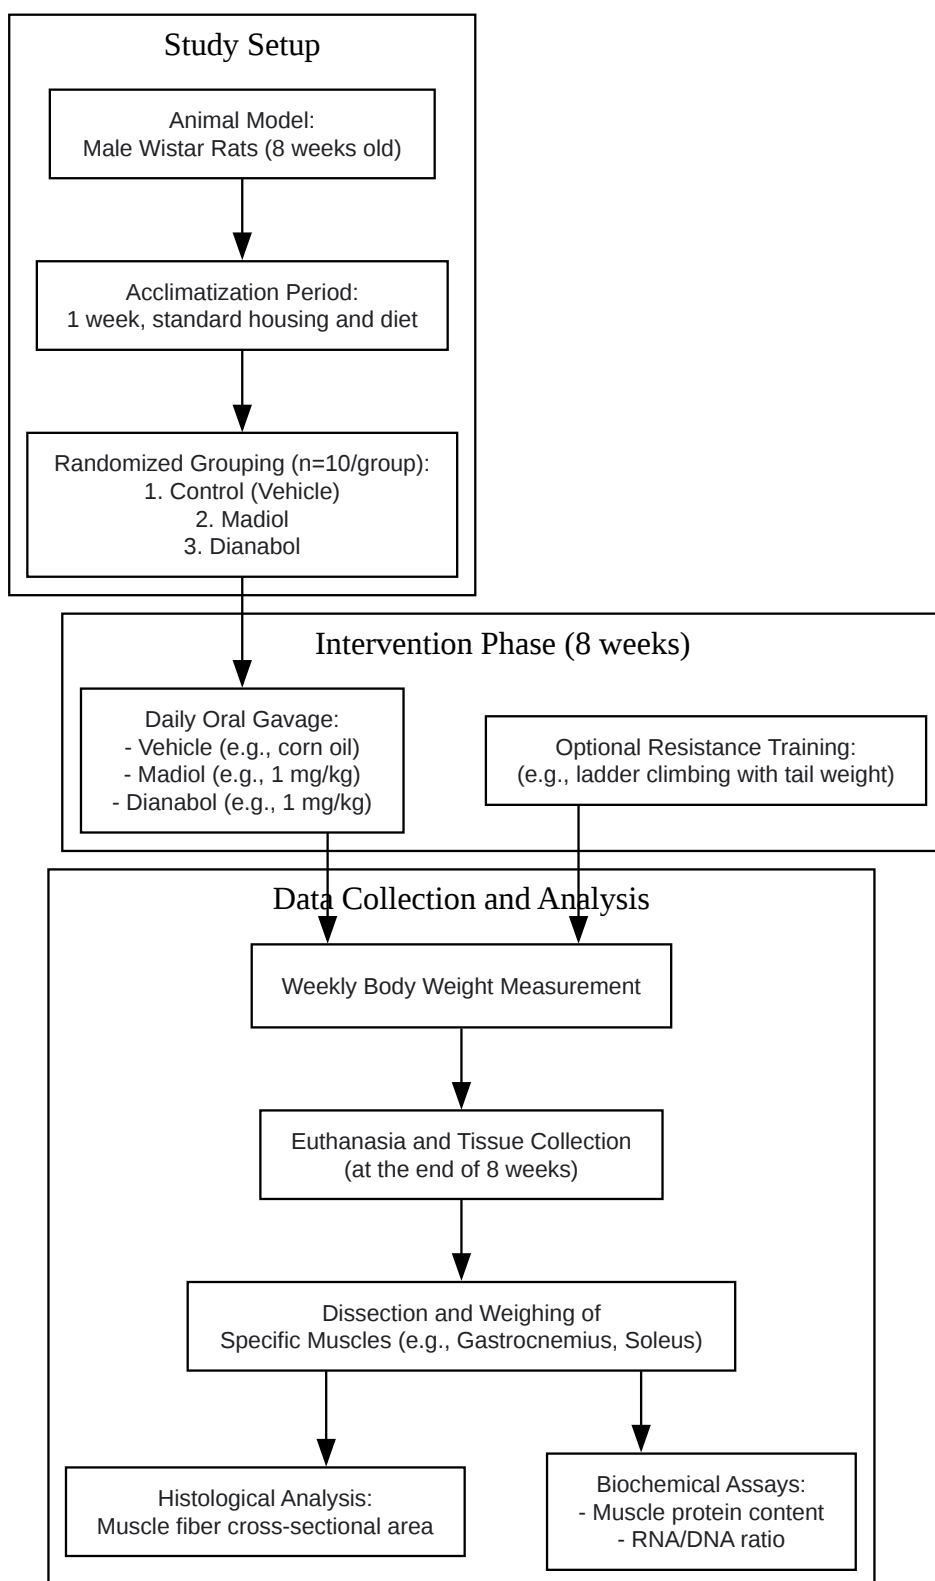 Study Setup
Animal Model:
Male Wistar Rats (8 weeks old)
Acclimatization Period:
1 week, standard housing and diet
Randomized Grouping (n=10/group):
1. Control (Vehicle)
2. Madiol
3. Dianabol
Intervention Phase (8 weeks)
Daily Oral Gavage:
- Vehicle (e.g., corn oil)
- Madiol (e.g., 1 mg/kg)
- Dianabol (e.g., 1 mg/kg)
Optional Resistance Training:
(e.g., ladder climbing with tail weight)
Data Collection and Analysis
Weekly Body Weight Measurement
Euthanasia and Tissue Collection
(at the end of 8 weeks)
Dissection and Weighing of
Specific Muscles (e.g., Gastrocnemius, Soleus)
Histological Analysis:
Muscle fiber cross-sectional area
Biochemical Assays:
- Muscle protein content
- RNA/DNA ratio